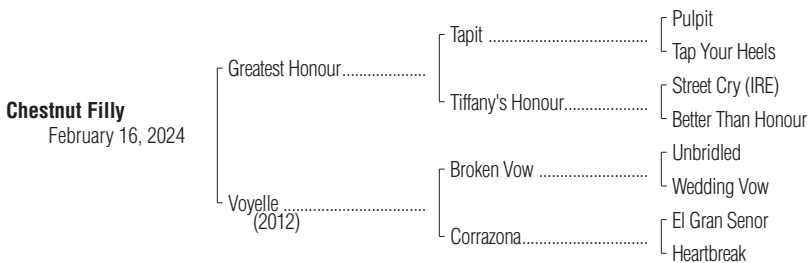 Pulpit
Tapit ......................................
Tap Your Heels
Greatest Honour....................
Street Cry (IRE)
Tiffany's Honour....................
Better Than Honour
Chestnut Filly
February 16, 2024
Unbridled
Broken Vow ..........................
Wedding Vow
Voyelle ..................................
(2012)
El Gran Senor
Corrazona..............................
Heartbreak